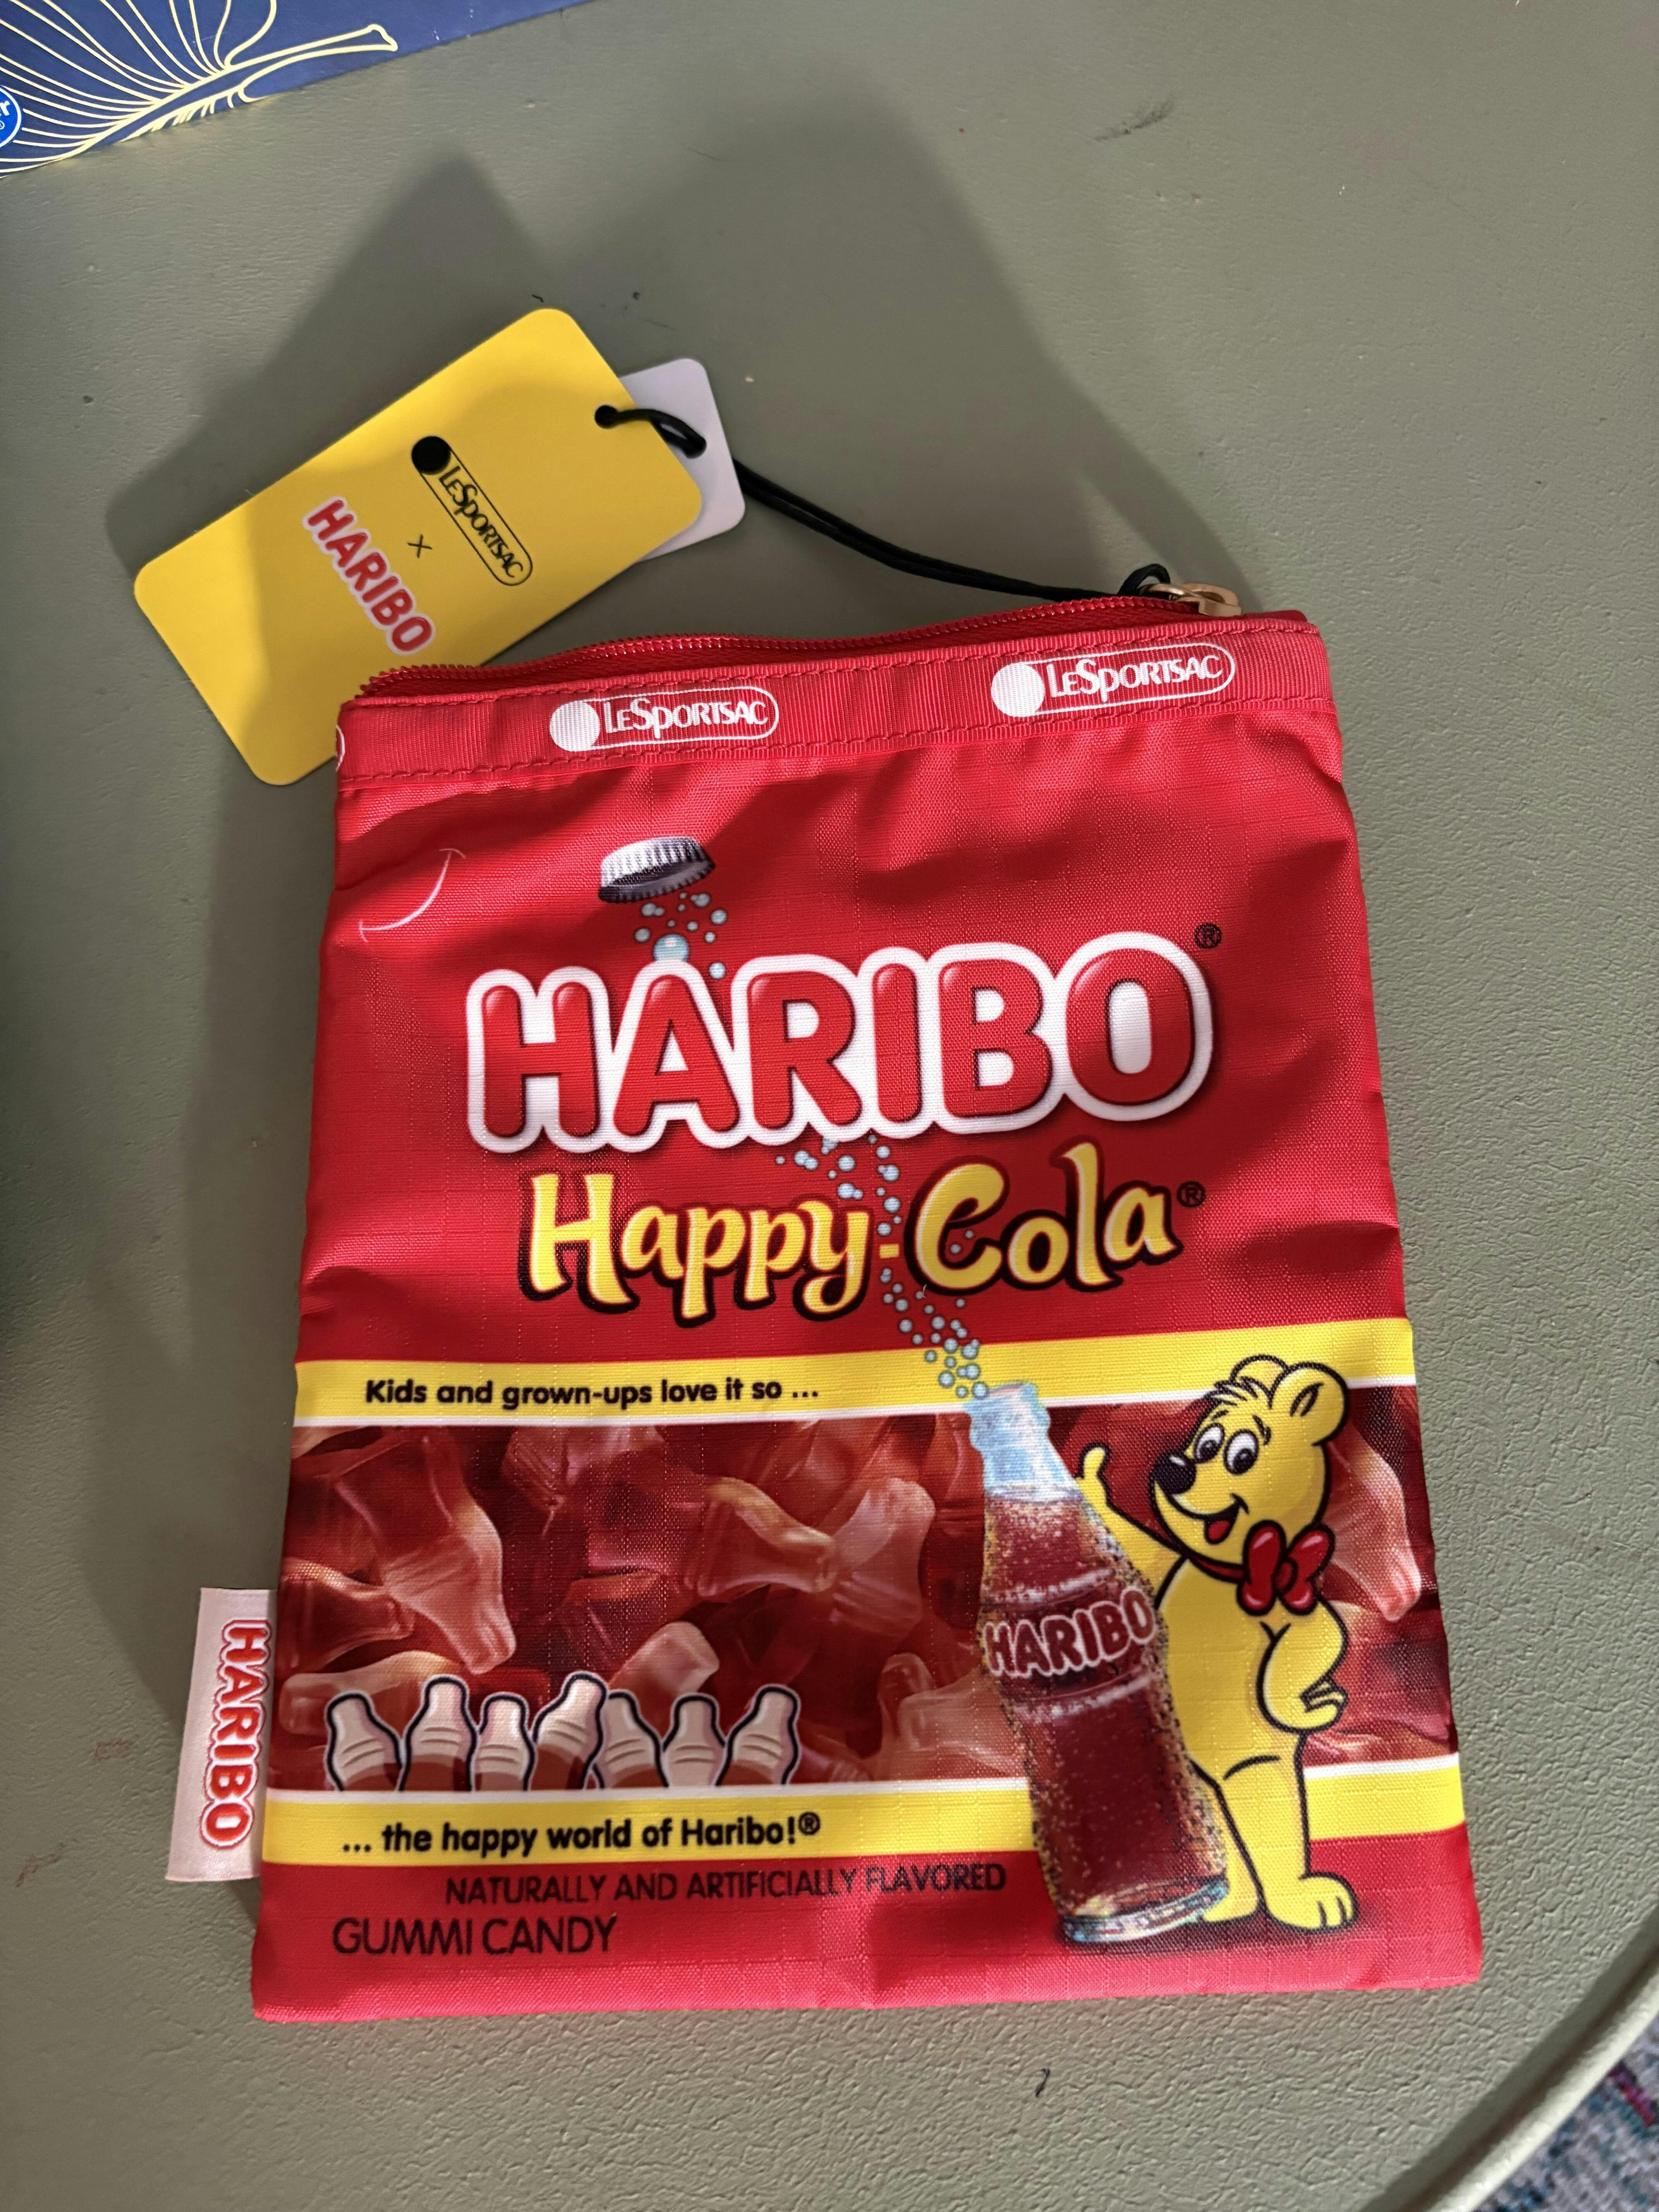 LESPORTSAC
x
HARIBO
LESPORTSAC
LESPORTSAC
HARIBO®
Happy-Cola®
Kids and grown-ups love it so ...
HARIBO
HARIBO
... the happy world of Haribo!®
NATURALLY AND ARTIFICIALLY FLAVORED
GUMMI CANDY